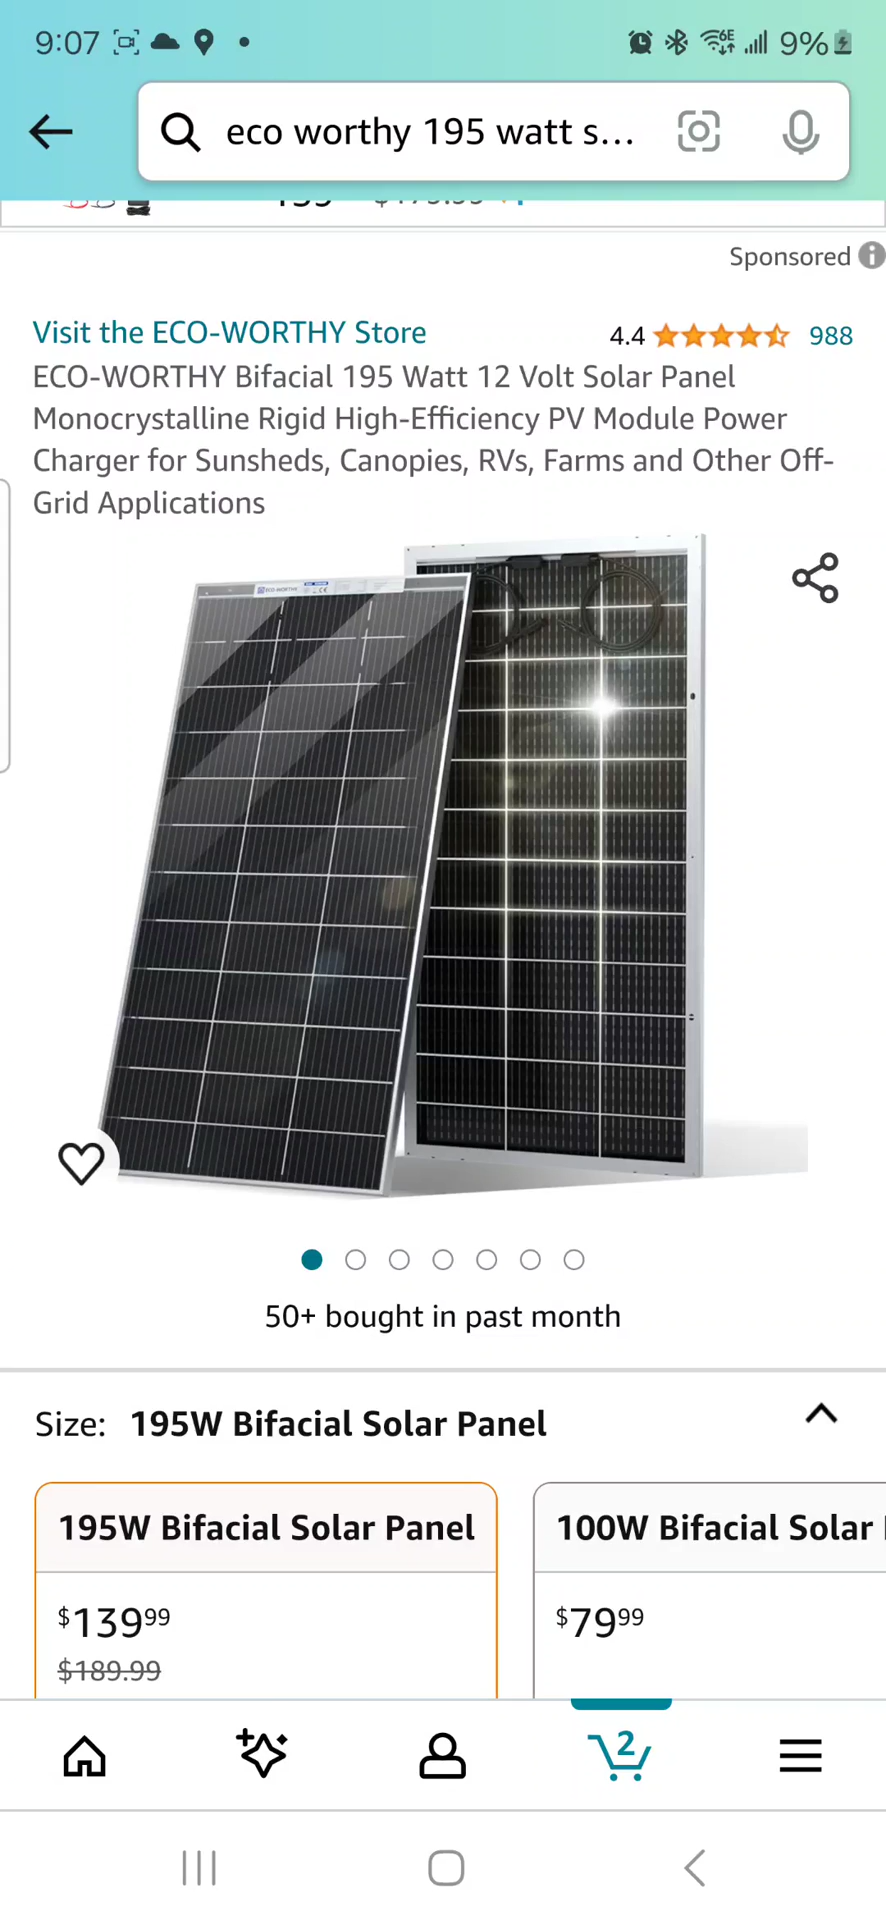 9:07
6E
9%
eco worthy 195 watt s...
Sponsored
Visit the ECO-WORTHY Store
4.4
988
ECO-WORTHY Bifacial 195 Watt 12 Volt Solar Panel
Monocrystalline Rigid High-Efficiency PV Module Power
Charger for Sunsheds, Canopies, RVs, Farms and Other Off-
Grid Applications
ECO-WORTHY
50+ bought in past month
Size: 195W Bifacial Solar Panel
195W Bifacial Solar Panel
100W Bifacial Solar
$139.99
$189.99
$79.99
2